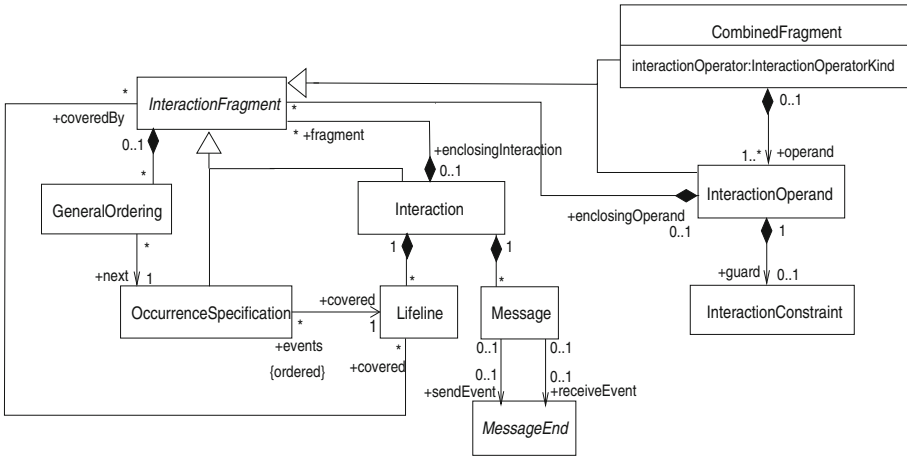 CombinedFragment
interactionOperator:InteractionOperatorKind
0..1
1..*
+operand
*
InteractionFragment
*
+coveredBy
*
+fragment
0..1
*
+enclosingInteraction
0..1
GeneralOrdering
Interaction
InteractionOperand
+enclosingOperand
0..1
*
1
1
1
+next
1
*
*
+guard
0..1
OccurrenceSpecification
+covered
1
Lifeline
Message
InteractionConstraint
*
+events
{ordered}
*
+covered
0..1
0..1
0..1
0..1
+sendEvent
+receiveEvent
MessageEnd